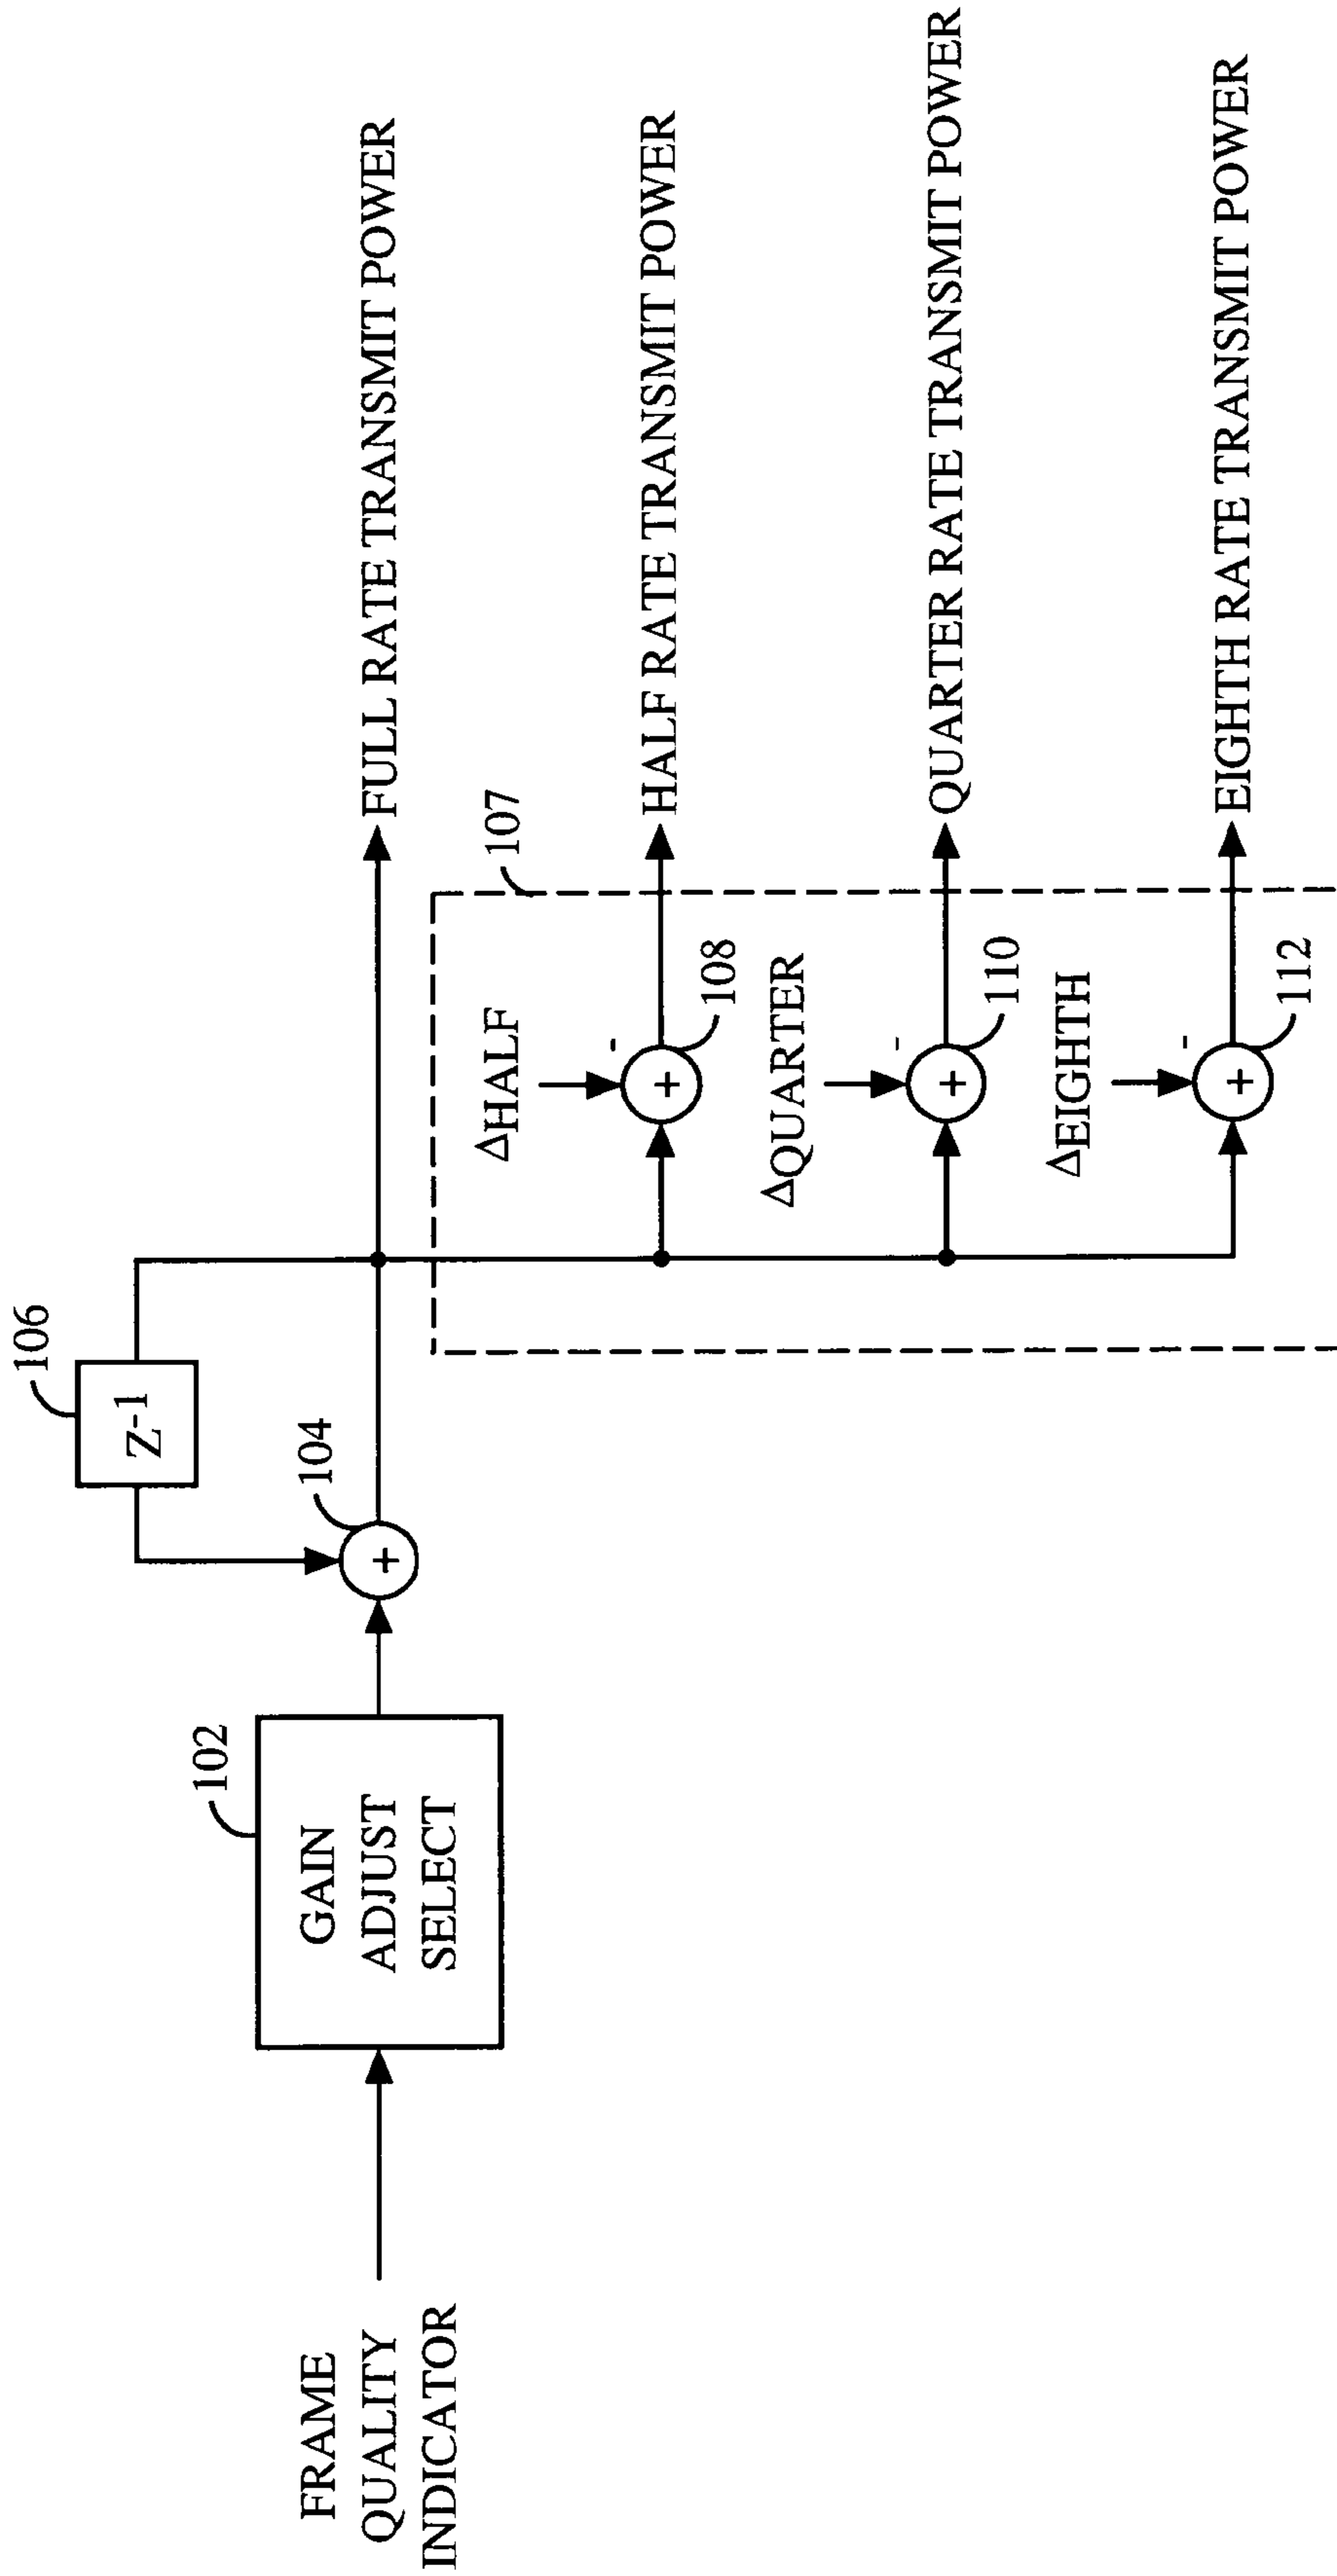 FRAME
QUALITY
INDICATOR
102
GAIN
ADJUST
SELECT
104
+
106
Z-1
FULL RATE TRANSMIT POWER
107
ΔHALF
-
+
108
HALF RATE TRANSMIT POWER
ΔQUARTER
-
+
110
QUARTER RATE TRANSMIT POWER
ΔEIGHTH
-
+
112
EIGHTH RATE TRANSMIT POWER